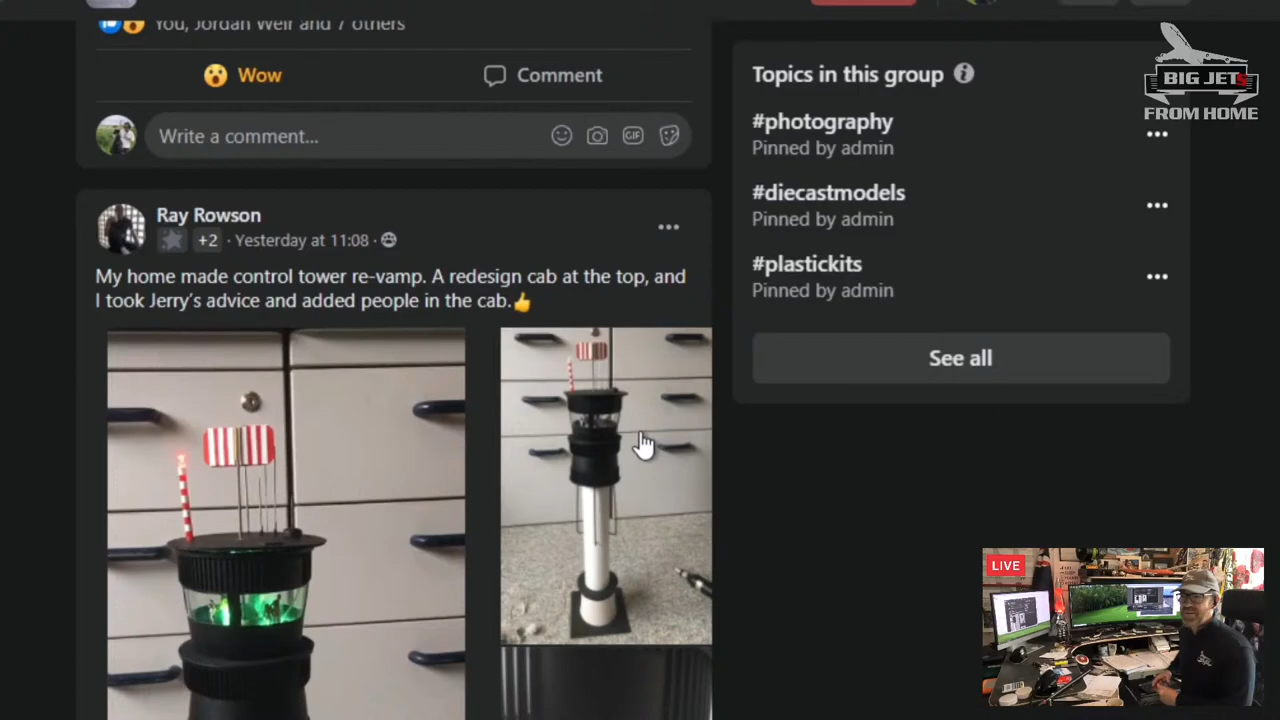 You, Jordan Weir and 7 others
Wow
Comment
Write a comment...
GIF
Ray Rowson
+2 · Yesterday at 11:08 ·
My home made control tower re-vamp. A redesign cab at the top, and
I took Jerry's advice and added people in the cab.👍
Topics in this group
#photography
Pinned by admin
#diecastmodels
Pinned by admin
#plastickits
Pinned by admin
See all
BIG JETS
FROM HOME
LIVE